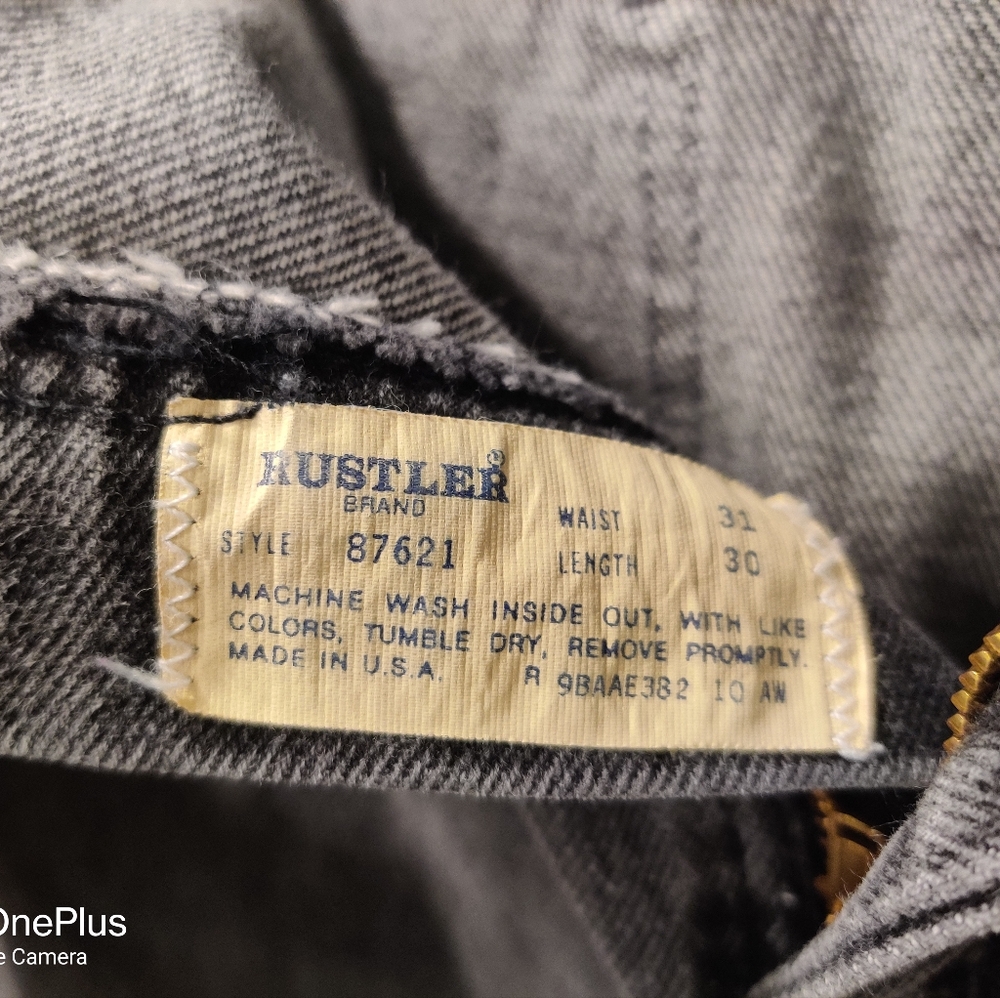 RUSTLER®
BRAND
STYLE 87621
WAIST 31
LENGTH 30
MACHINE WASH INSIDE OUT, WITH LIKE
COLORS, TUMBLE DRY, REMOVE PROMPTLY.
MADE IN U.S.A. R 9BAAE382 10 AW
OnePlus
e Camera